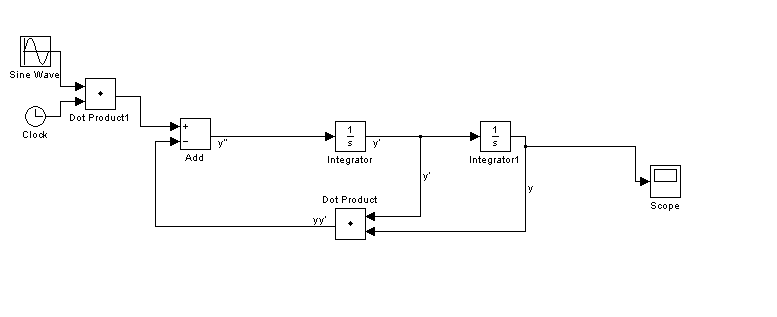 Sine Wave
Dot Product1
Clock
+
−
Add
y''
1
s
Integrator
y'
1
s
Integrator1
y'
y
Scope
Dot Product
yy'